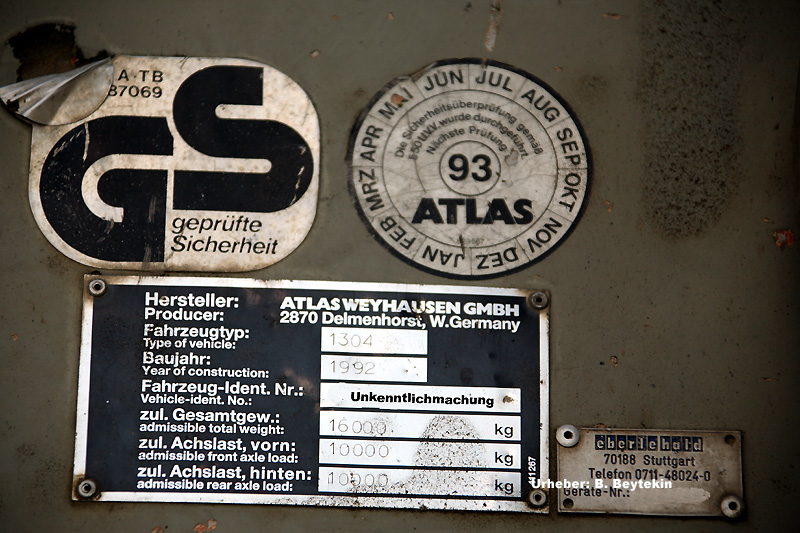 A-TB
87069
GS
geprüfte
Sicherheit
JAN FEB MRZ APR MAI JUN JUL AUG SEP OKT NOV DEZ
Die Sicherheitsüberprüfung gemäß
UVV wurde durchgeführt.
Nächste Prüfung
93
ATLAS
Hersteller: ATLAS WEYHAUSEN GMBH
Producer: 2870 Delmenhorst, W.Germany
Fahrzeugtyp: 1304
Type of vehicle:
Baujahr: 1992
Year of construction:
Fahrzeug-Ident. Nr.: Unkenntlichmachung
Vehicle-ident. No.:
zul. Gesamtgew.: 16000 kg
admissible total weight:
zul. Achslast, vorn: 10000 kg
admissible front axle load:
zul. Achslast, hinten: 10000 kg
admissible rear axle load:
411267
eberlehald
70188 Stuttgart
Telefon 0711-48024-0
Geräte-Nr.:
Urheber: B. Beytekin